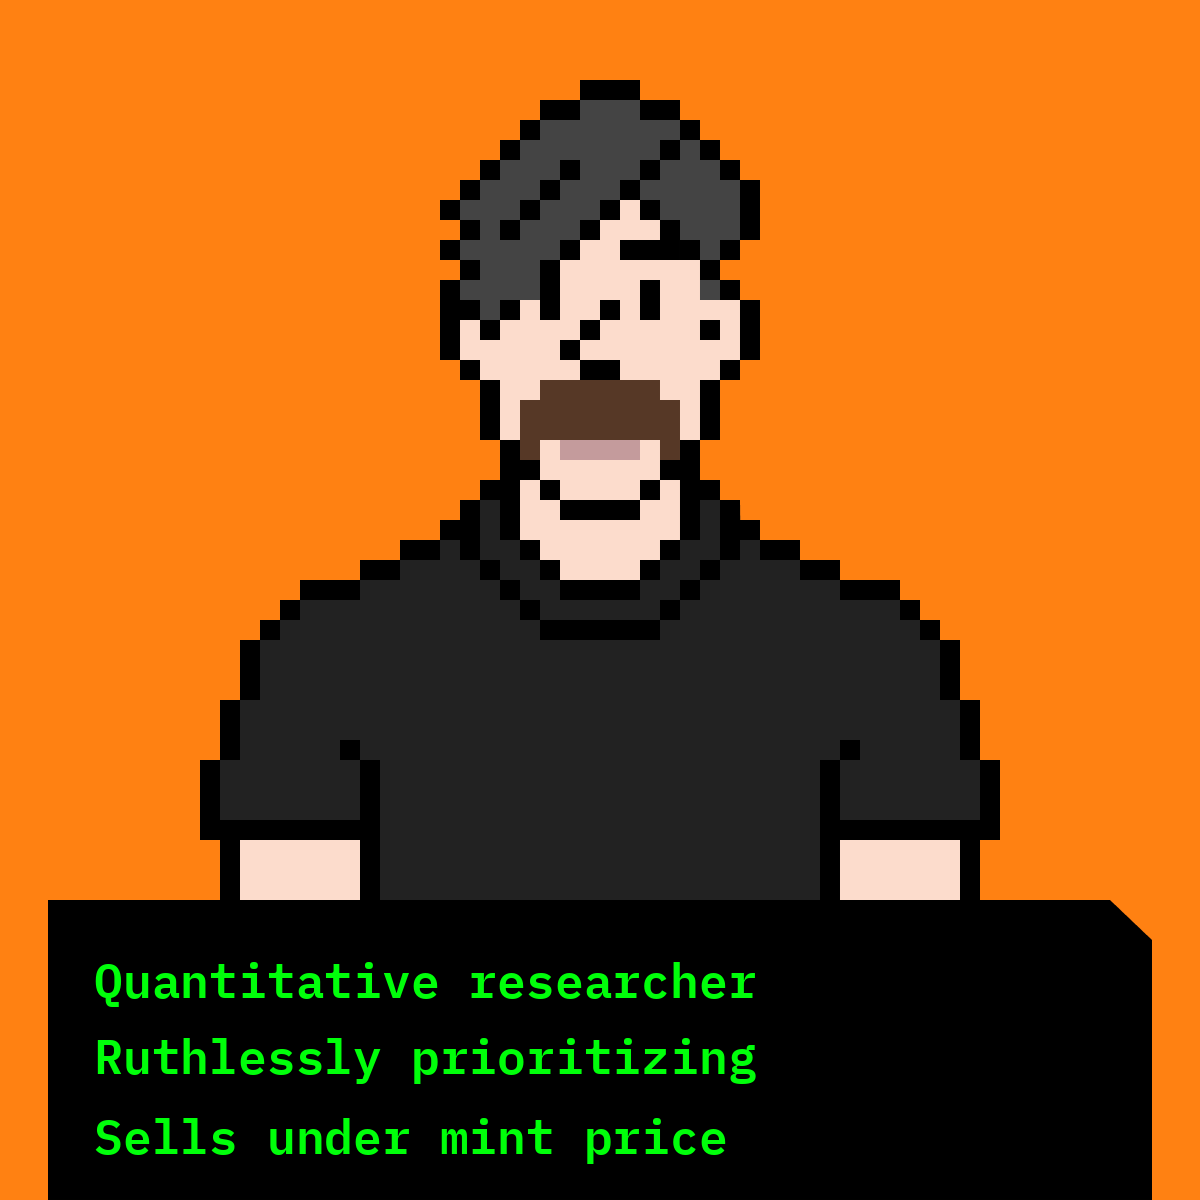 Quantitative researcher
Ruthlessly prioritizing
Sells under mint price